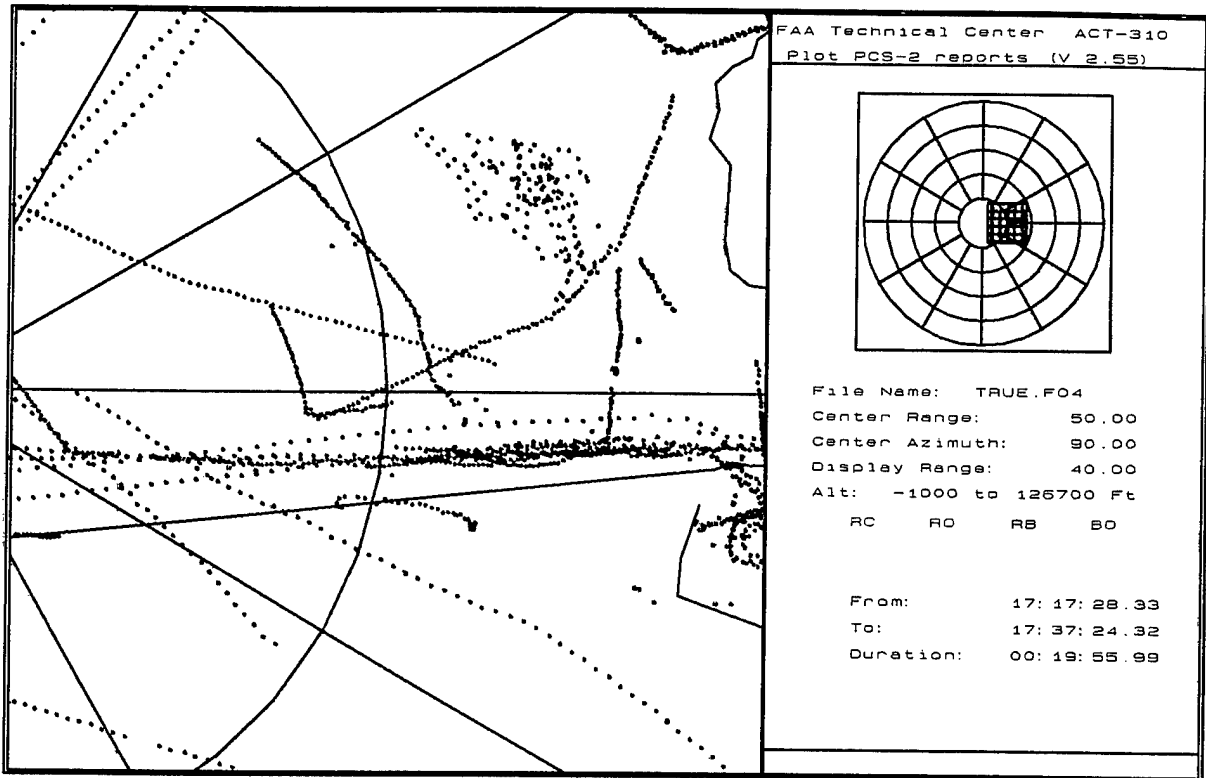 FAA Technical Center ACT-310
Plot PCS-2 reports (V 2.55)
File Name: TRUE.F04
Center Range: 50.00
Center Azimuth: 90.00
Display Range: 40.00
Alt: -1000 to 126700 Ft
RC RO RB BO
From: 17:17:28.33
To: 17:37:24.32
Duration: 00:19:55.99